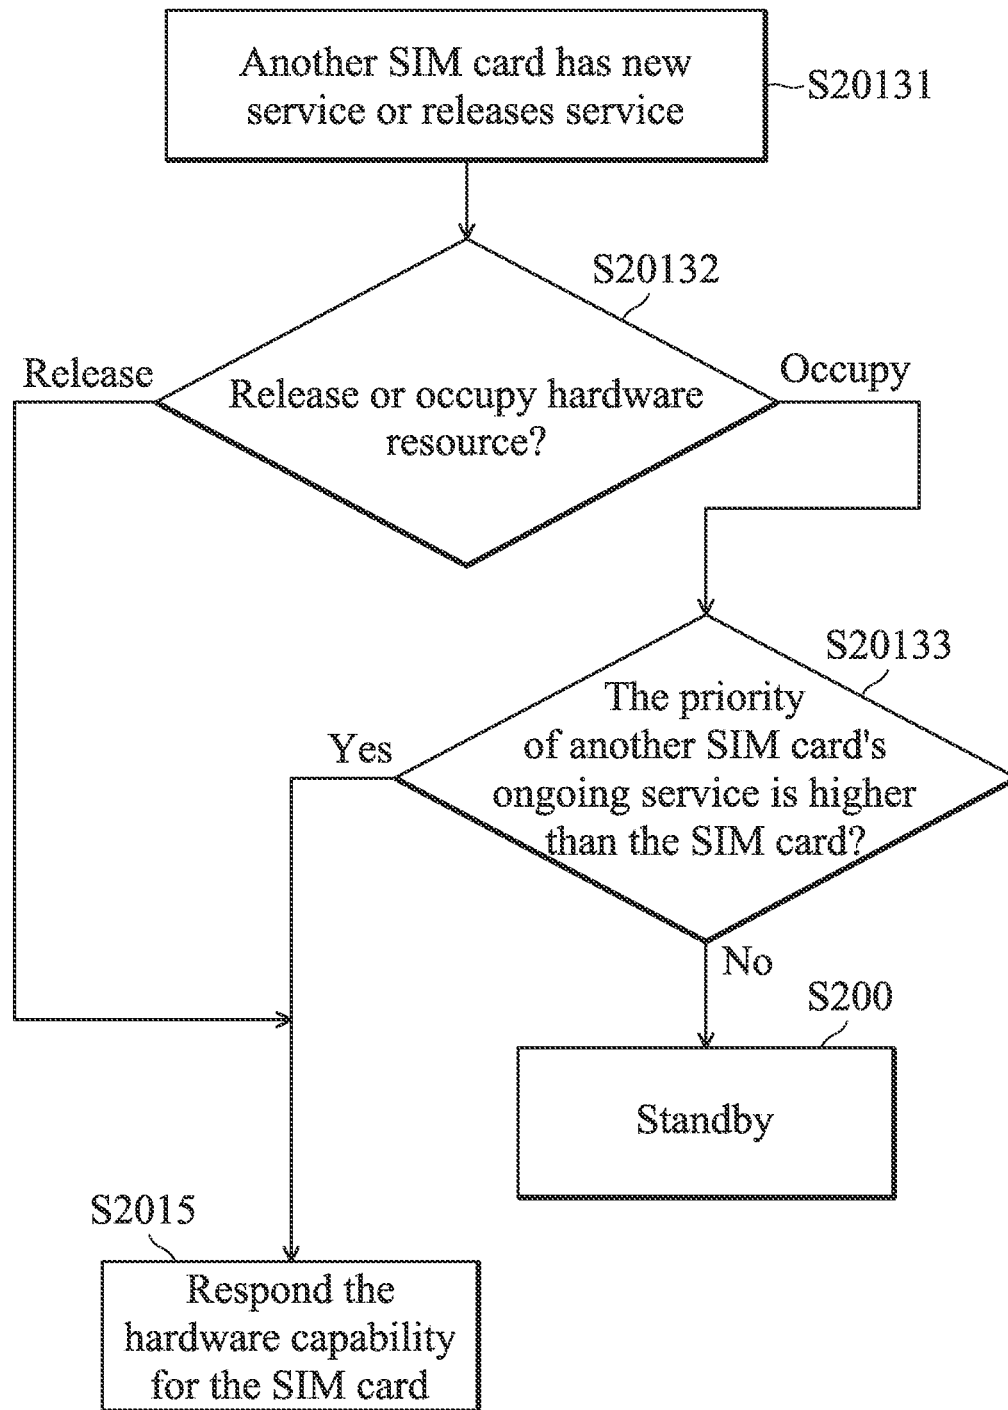 Another SIM card has new
service or releases service
S20131
S20132
Release
Occupy
Release or occupy hardware
resource?
S20133
The priority
of another SIM card's
ongoing service is higher
than the SIM card?
Yes
No
S200
Standby
S2015
Respond the
hardware capability
for the SIM card